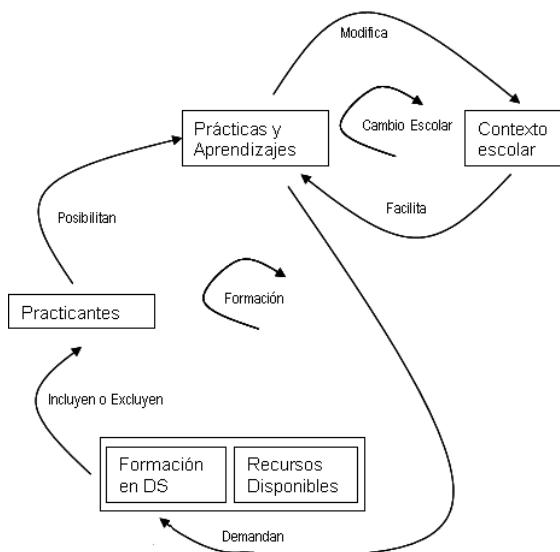 Modifica
Prácticas y
Aprendizajes
Cambio Escolar
Contexto
escolar
Facilita
Posibilitan
Formación
Practicantes
Incluyen o Excluyen
Formación
en DS
Recursos
Disponibles
Demandan